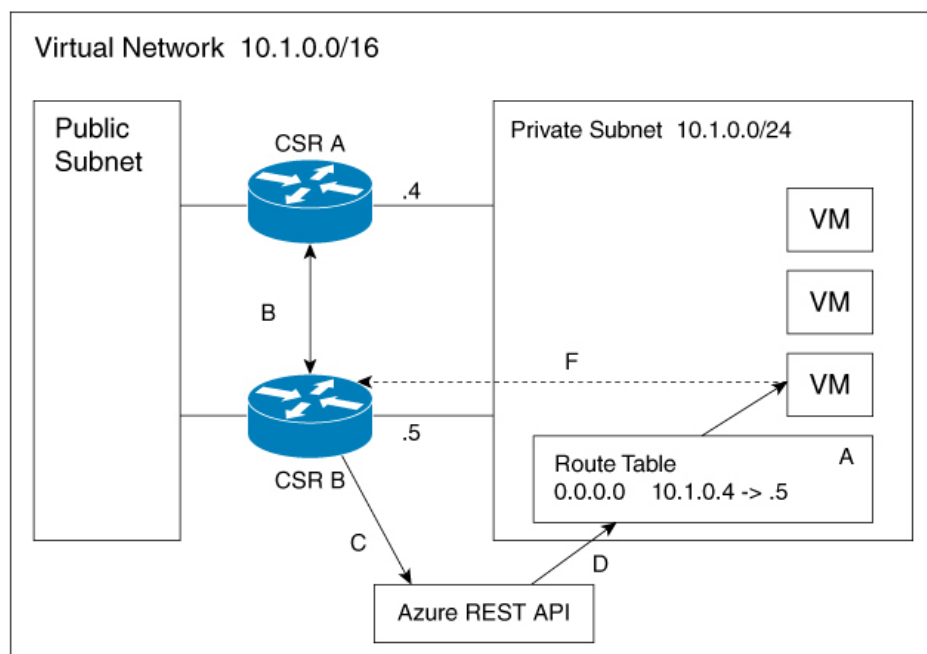 Virtual Network 10.1.0.0/16
Public
Subnet
CSR A
.4
Private Subnet 10.1.0.0/24
VM
VM
VM
B
F
.5
CSR B
Route Table
A
0.0.0.0 10.1.0.4 -> .5
C
D
Azure REST API